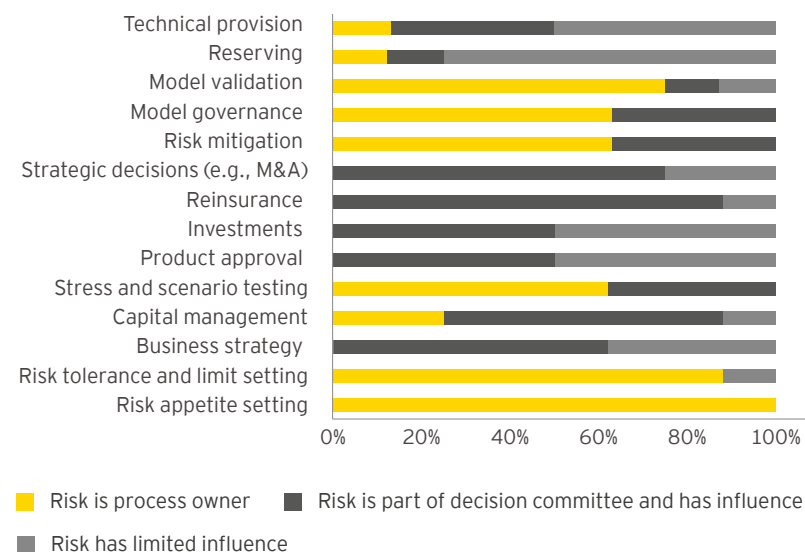 Technical provision
Reserving
Model validation
Model governance
Risk mitigation
Strategic decisions (e.g., M&A)
Reinsurance
Investments
Product approval
Stress and scenario testing
Capital management
Business strategy
Risk tolerance and limit setting
Risk appetite setting
0% 20% 40% 60% 80% 100%
Risk is process owner Risk is part of decision committee and has influence
Risk has limited influence